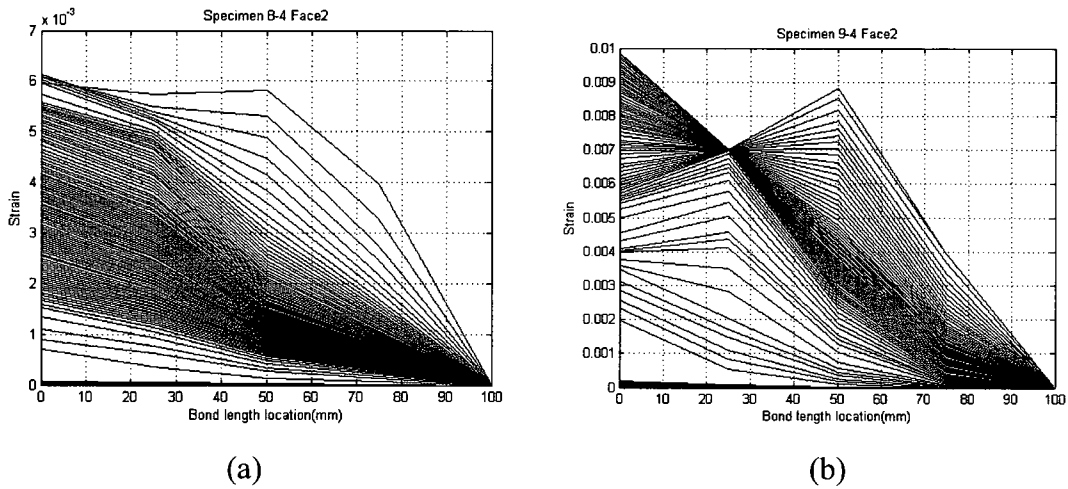 Specimen 8-4 Face2
x 10⁻³
7
6
5
4
3
2
1
0
Strain
0 10 20 30 40 50 60 70 80 90 100
Bond length location(mm)
(a)
Specimen 9-4 Face2
0.01
0.009
0.008
0.007
0.006
0.005
0.004
0.003
0.002
0.001
0
Strain
0 10 20 30 40 50 60 70 80 90 100
Bond length location(mm)
(b)